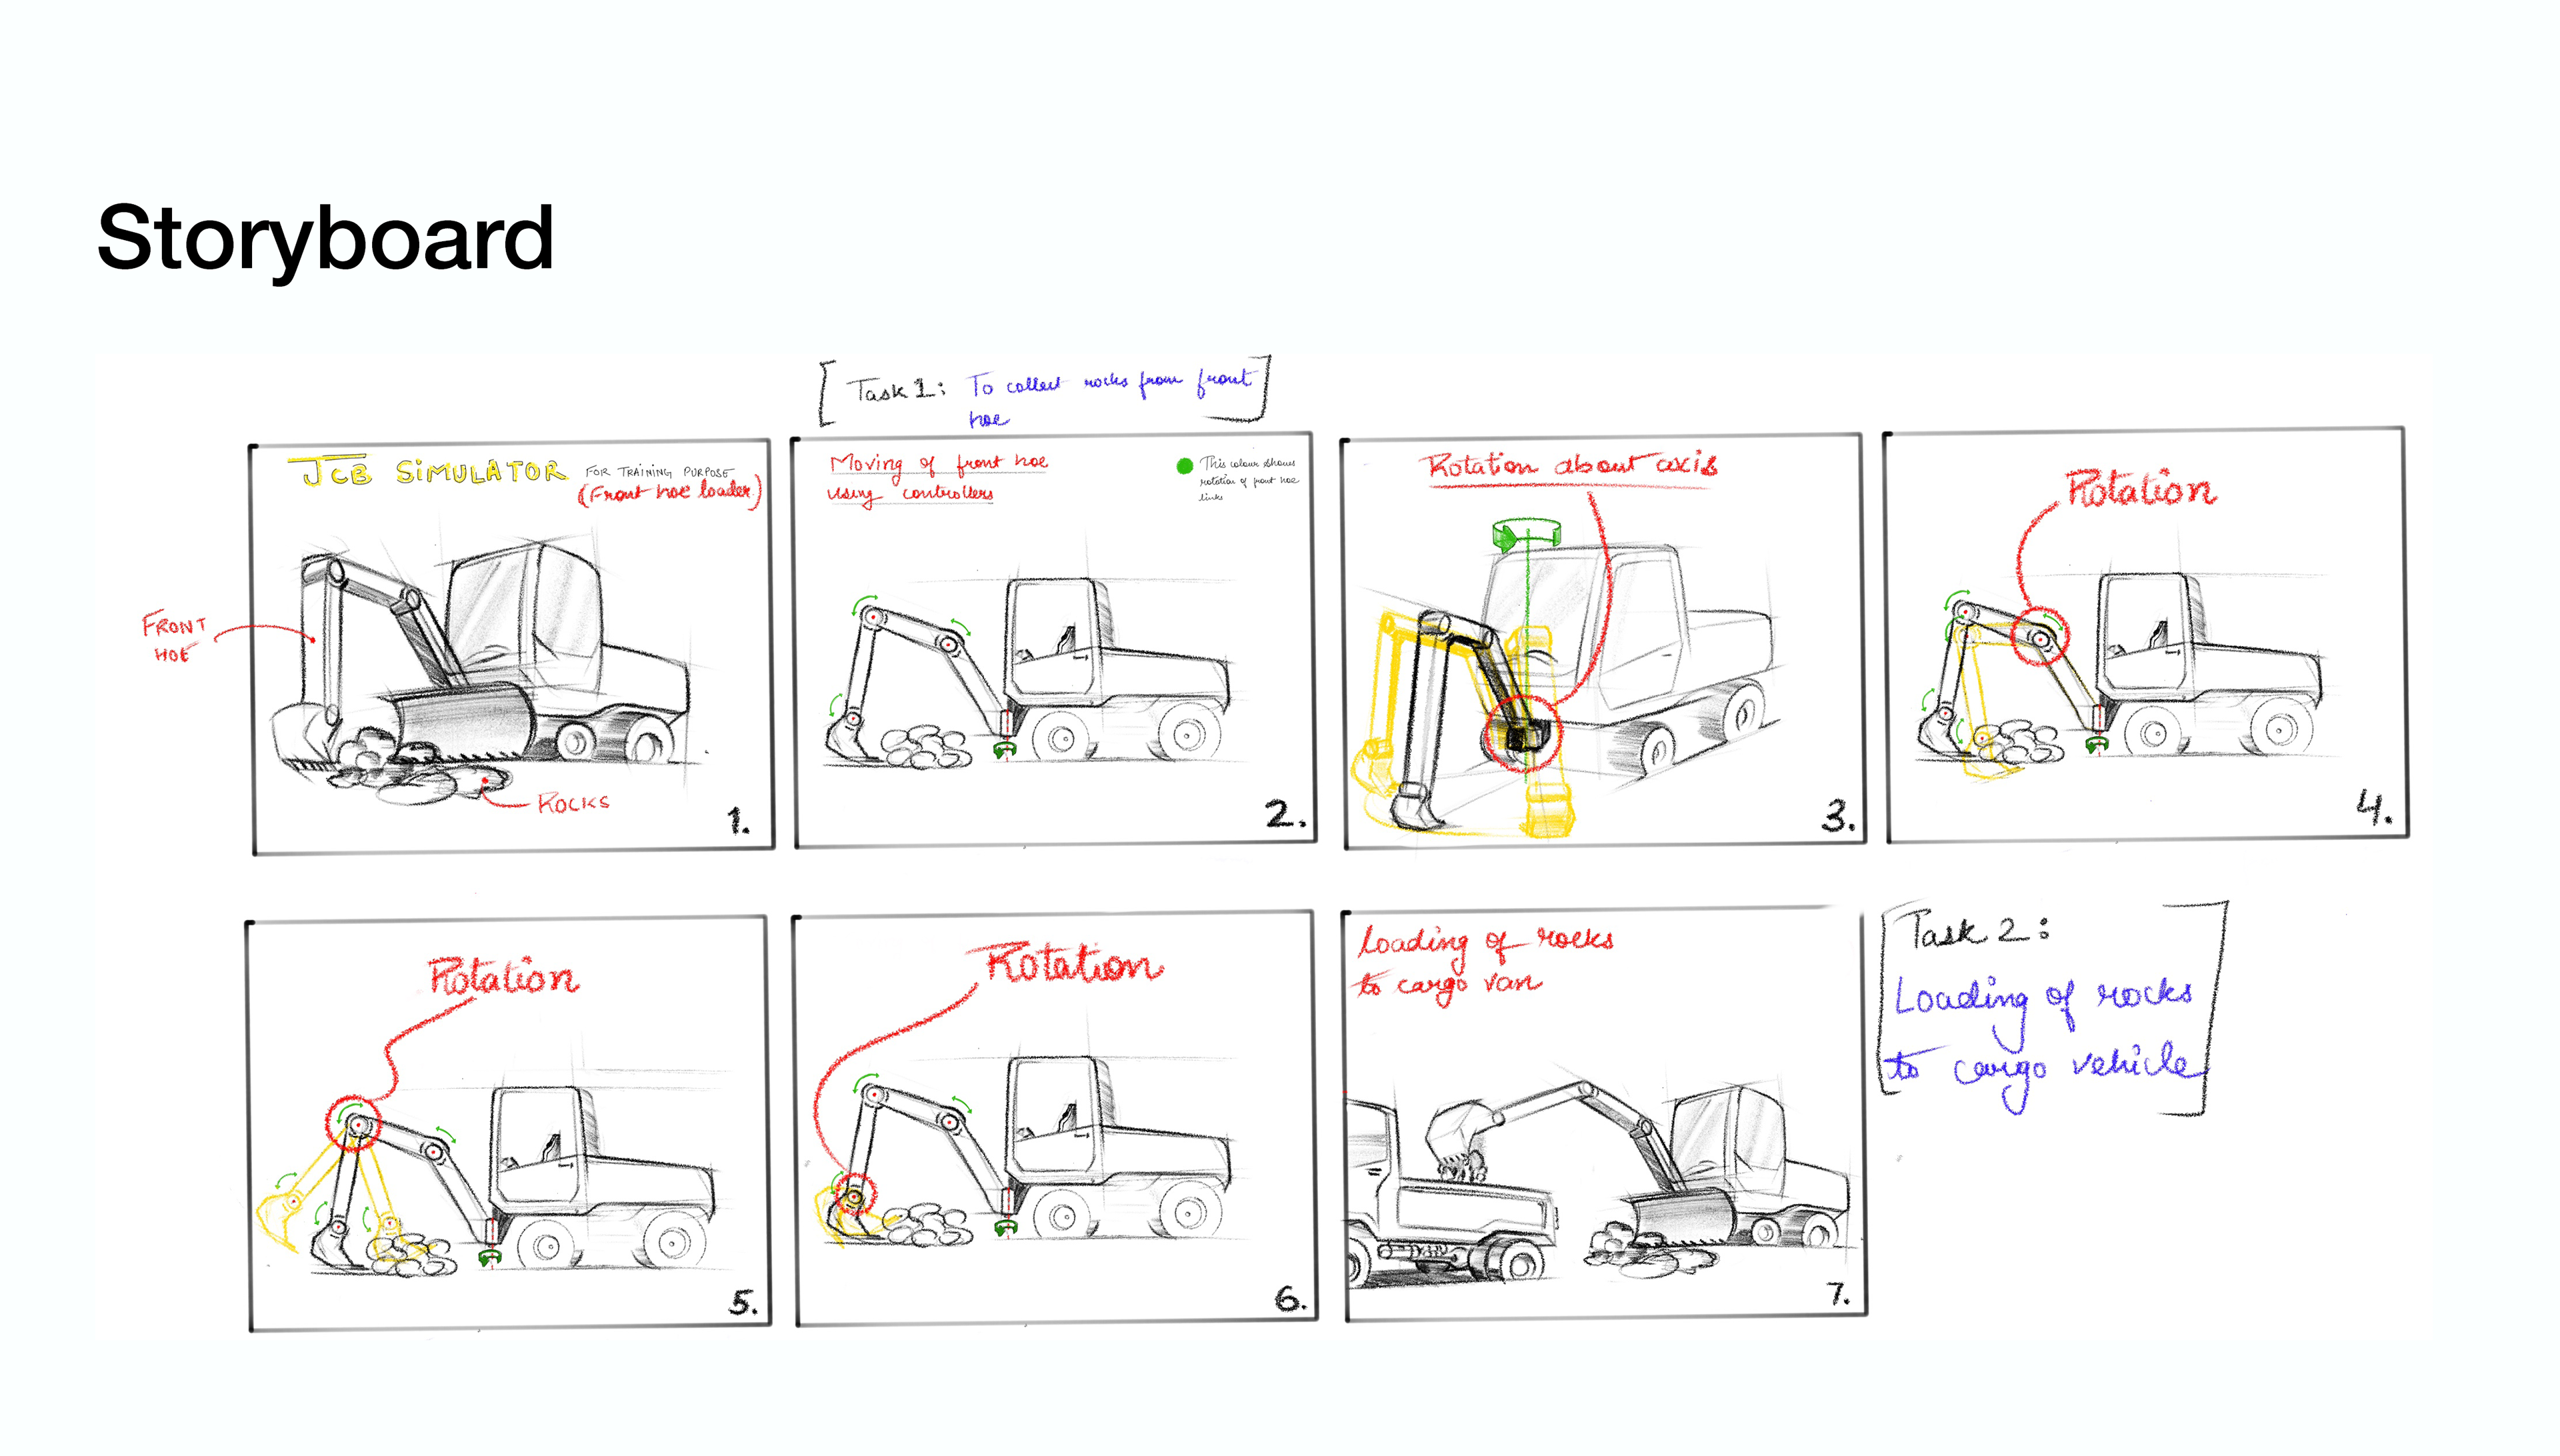 Storyboard
Task 1: To collect rocks from front
hoe
JCB SIMULATOR FOR TRAINING PURPOSE
(Front hoe loader)
FRONT
HOE
ROCKS
1.
Moving of front hoe
using controllers
This colour shows
rotation of front hoe
links
2.
Rotation about axis
3.
Rotation
4.
Rotation
5.
Rotation
6.
Loading of rocks
to cargo van
7.
Task 2:
Loading of rocks
to cargo vehicle